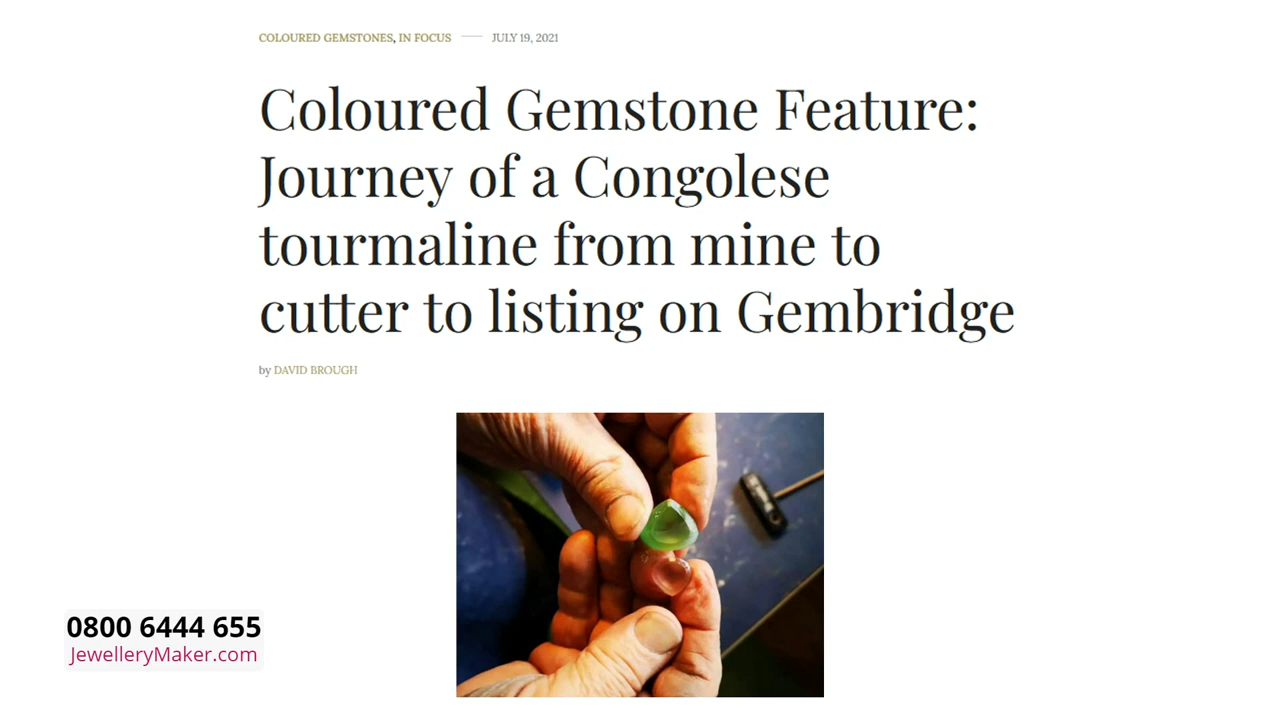 COLOURED GEMSTONES, IN FOCUS — JULY 19, 2021
Coloured Gemstone Feature:
Journey of a Congolese
tourmaline from mine to
cutter to listing on Gembridge
by DAVID BROUGH
0800 6444 655
JewelleryMaker.com